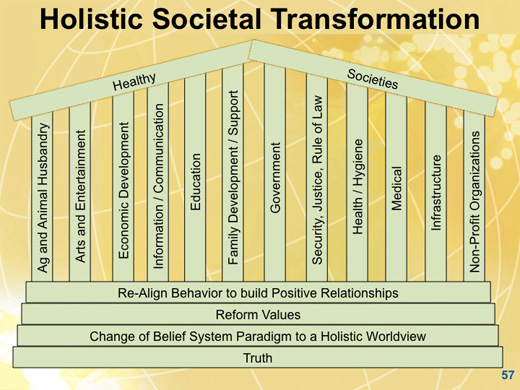 Holistic Societal Transformation
Healthy
Societies
Ag and Animal Husbandry
Arts and Entertainment
Economic Development
Information / Communication
Education
Family Development / Support
Government
Security, Justice, Rule of Law
Health / Hygiene
Medical
Infrastructure
Non-Profit Organizations
Re-Align Behavior to build Positive Relationships
Reform Values
Change of Belief System Paradigm to a Holistic Worldview
Truth
57